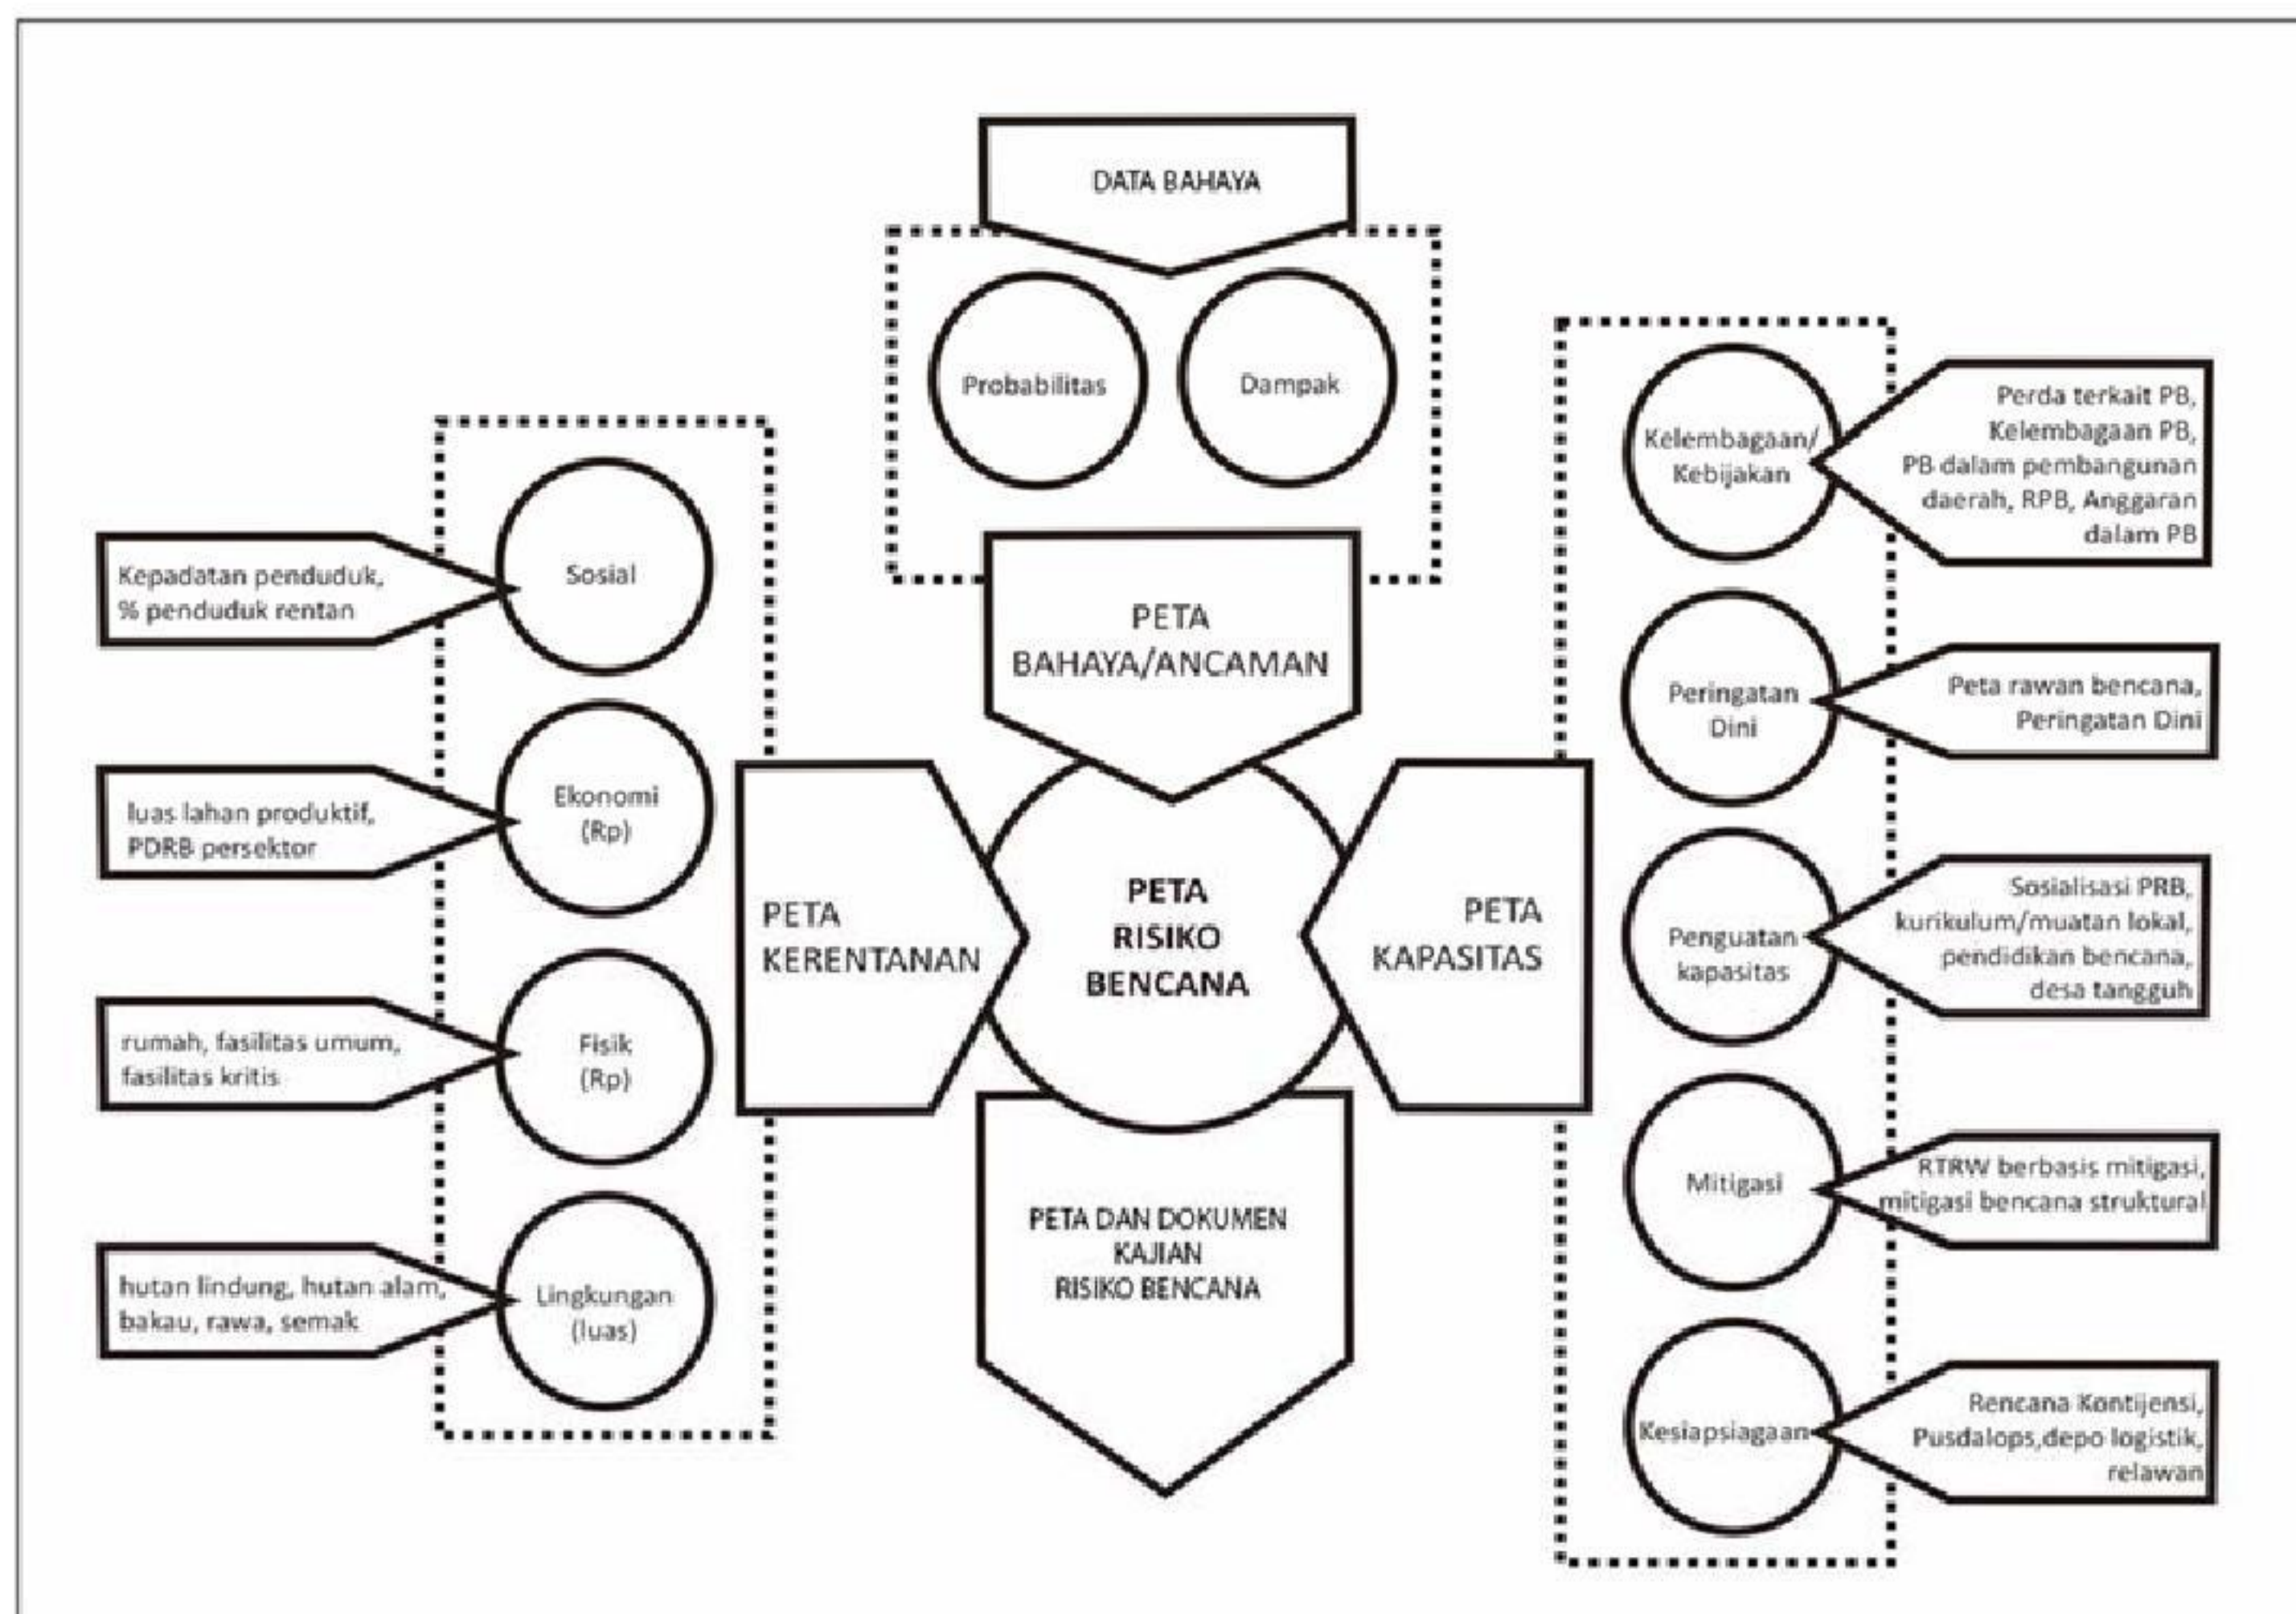 DATA BAHAYA
Probabilitas
Dampak
PETA
BAHAYA/ANCAMAN
Kepadatan penduduk,
% penduduk rentan
Sosial
luas lahan produktif,
PDRB persektor
Ekonomi
(Rp)
rumah, fasilitas umum,
fasilitas kritis
Fisik
(Rp)
hutan lindung, hutan alam,
bakau, rawa, semak
Lingkungan
(luas)
PETA
KERENTANAN
PETA
RISIKO
BENCANA
PETA
KAPASITAS
PETA DAN DOKUMEN
KAJIAN
RISIKO BENCANA
Kelembagaan/
Kebijakan
Perda terkait PB,
Kelembagaan PB,
PB dalam pembangunan
daerah, RPB, Anggaran
dalam PB
Peringatan
Dini
Peta rawan bencana,
Peringatan Dini
Penguatan
kapasitas
Sosialisasi PRB,
kurikulum/muatan lokal,
pendidikan bencana,
desa tangguh
Mitigasi
RTRW berbasis mitigasi,
mitigasi bencana struktural
Kesiapsiagaan
Rencana Kontijensi,
Pusdalops,depo logistik,
relawan